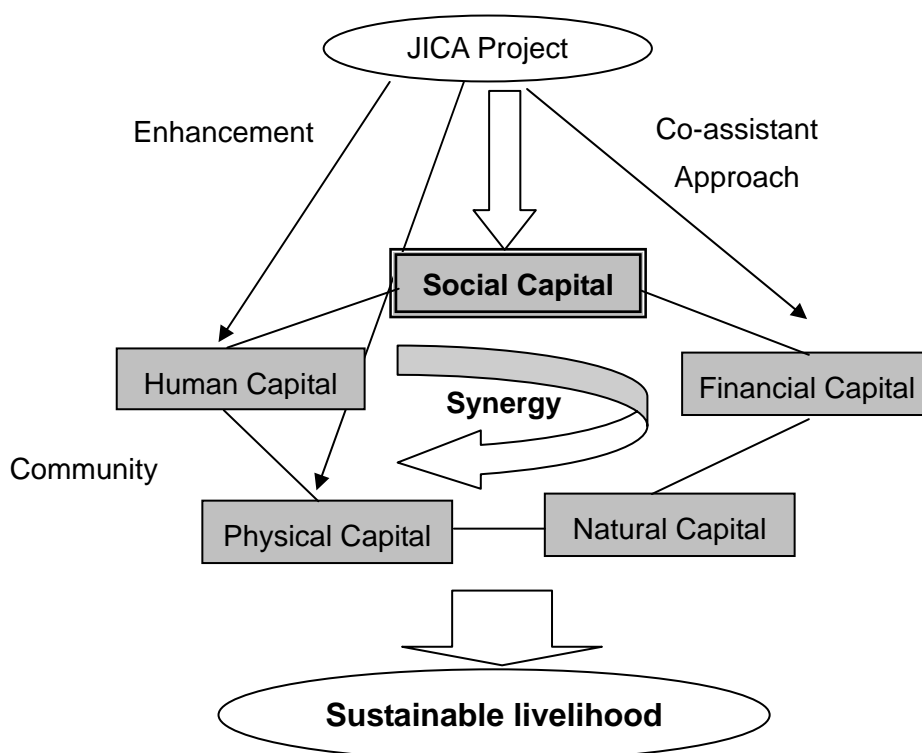 JICA Project
Enhancement
Co-assistant
Approach
Social Capital
Human Capital
Financial Capital
Synergy
Community
Physical Capital
Natural Capital
Sustainable livelihood